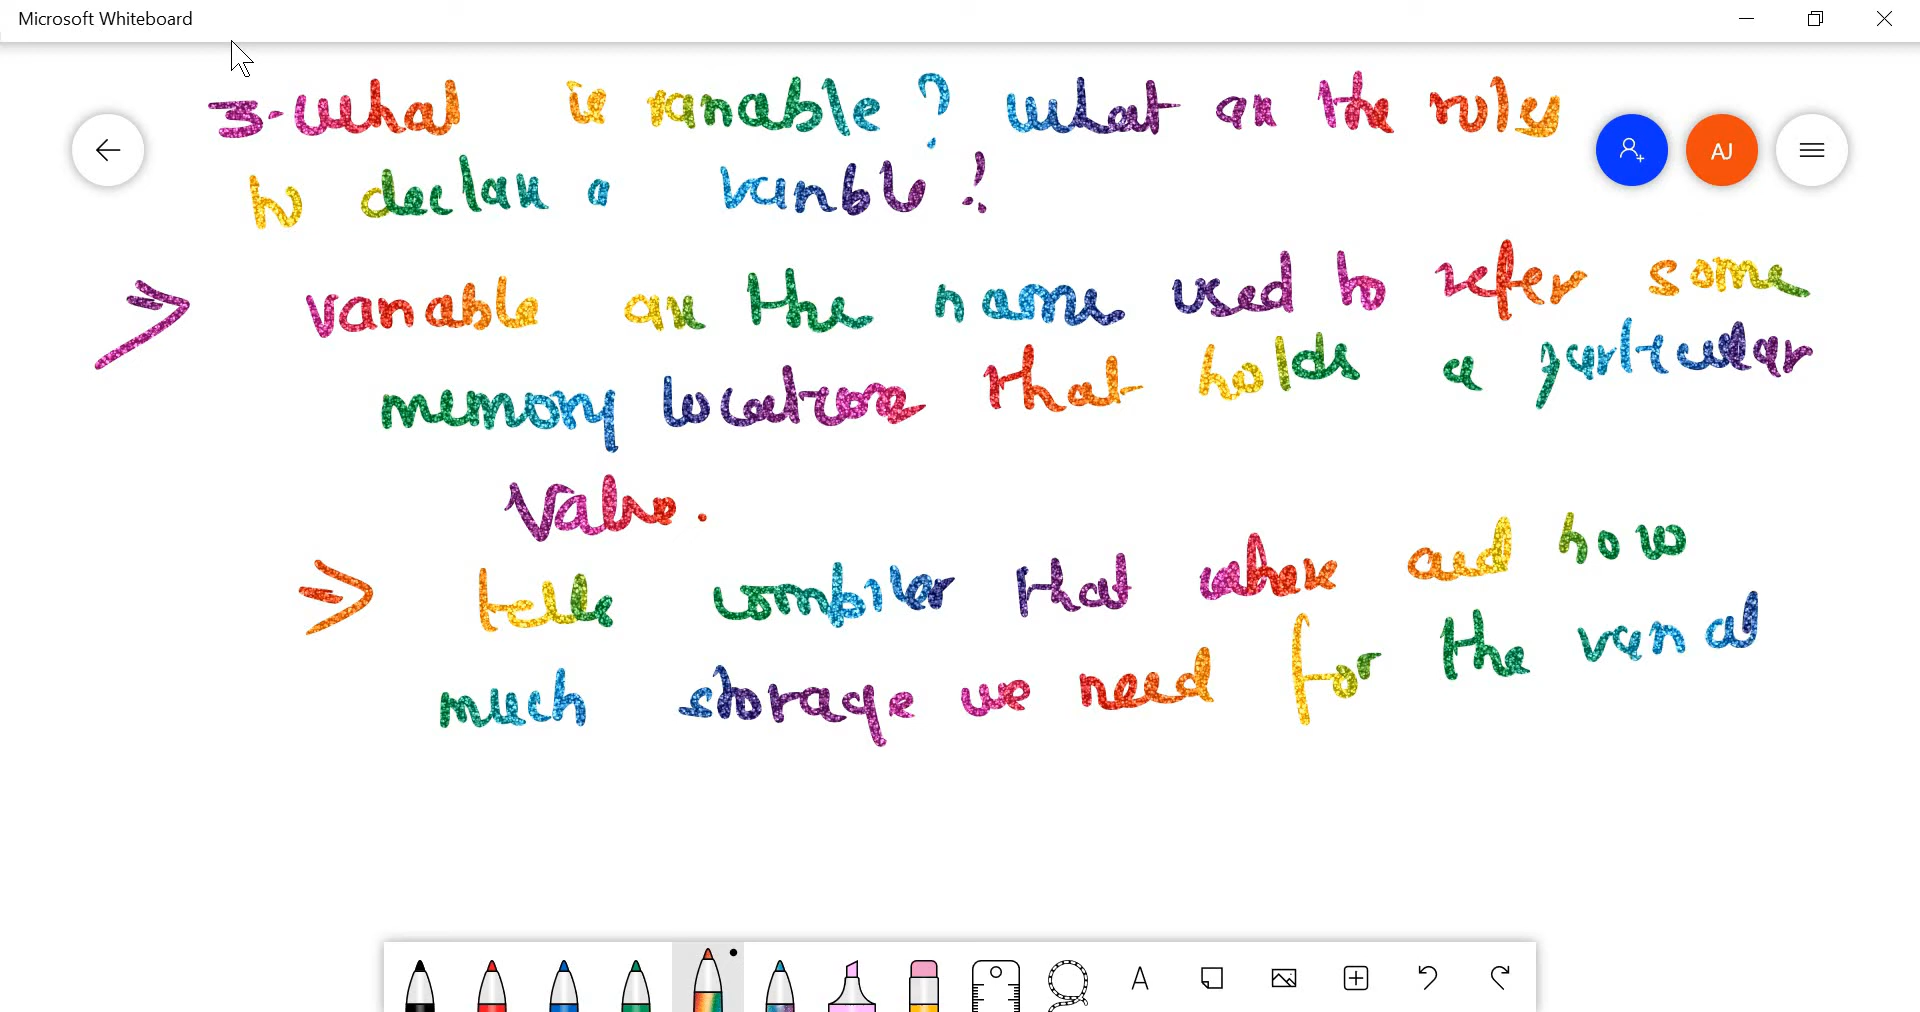 Microsoft Whiteboard
3-what is variable? what are the rules
AJ
to declare a variable?
variable are the name used to refer some
memory locations that holds a particular
Value.
tells compiler that where and how
much storage we need for the
A